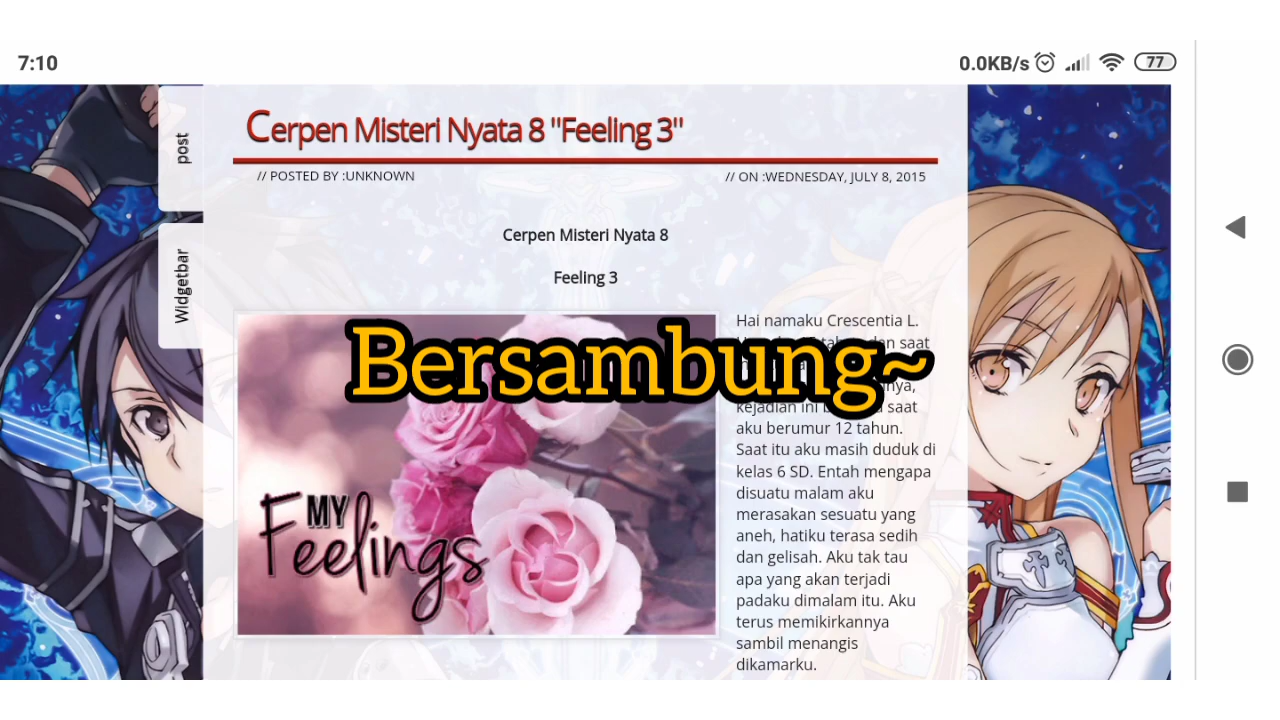 7:10
0.0KB/s
77
post
Widgetbar
Cerpen Misteri Nyata 8 "Feeling 3"
// POSTED BY :UNKNOWN
// ON :WEDNESDAY, JULY 8, 2015
Cerpen Misteri Nyata 8
Feeling 3
MY
Feelings
Bersambung~
Hai namaku Crescentia L.
dan saat
kejadian ini saat
aku berumur 12 tahun.
Saat itu aku masih duduk di
kelas 6 SD. Entah mengapa
disuatu malam aku
merasakan sesuatu yang
aneh, hatiku terasa sedih
dan gelisah. Aku tak tau
apa yang akan terjadi
padaku dimalam itu. Aku
terus memikirkannya
sambil menangis
dikamarku.